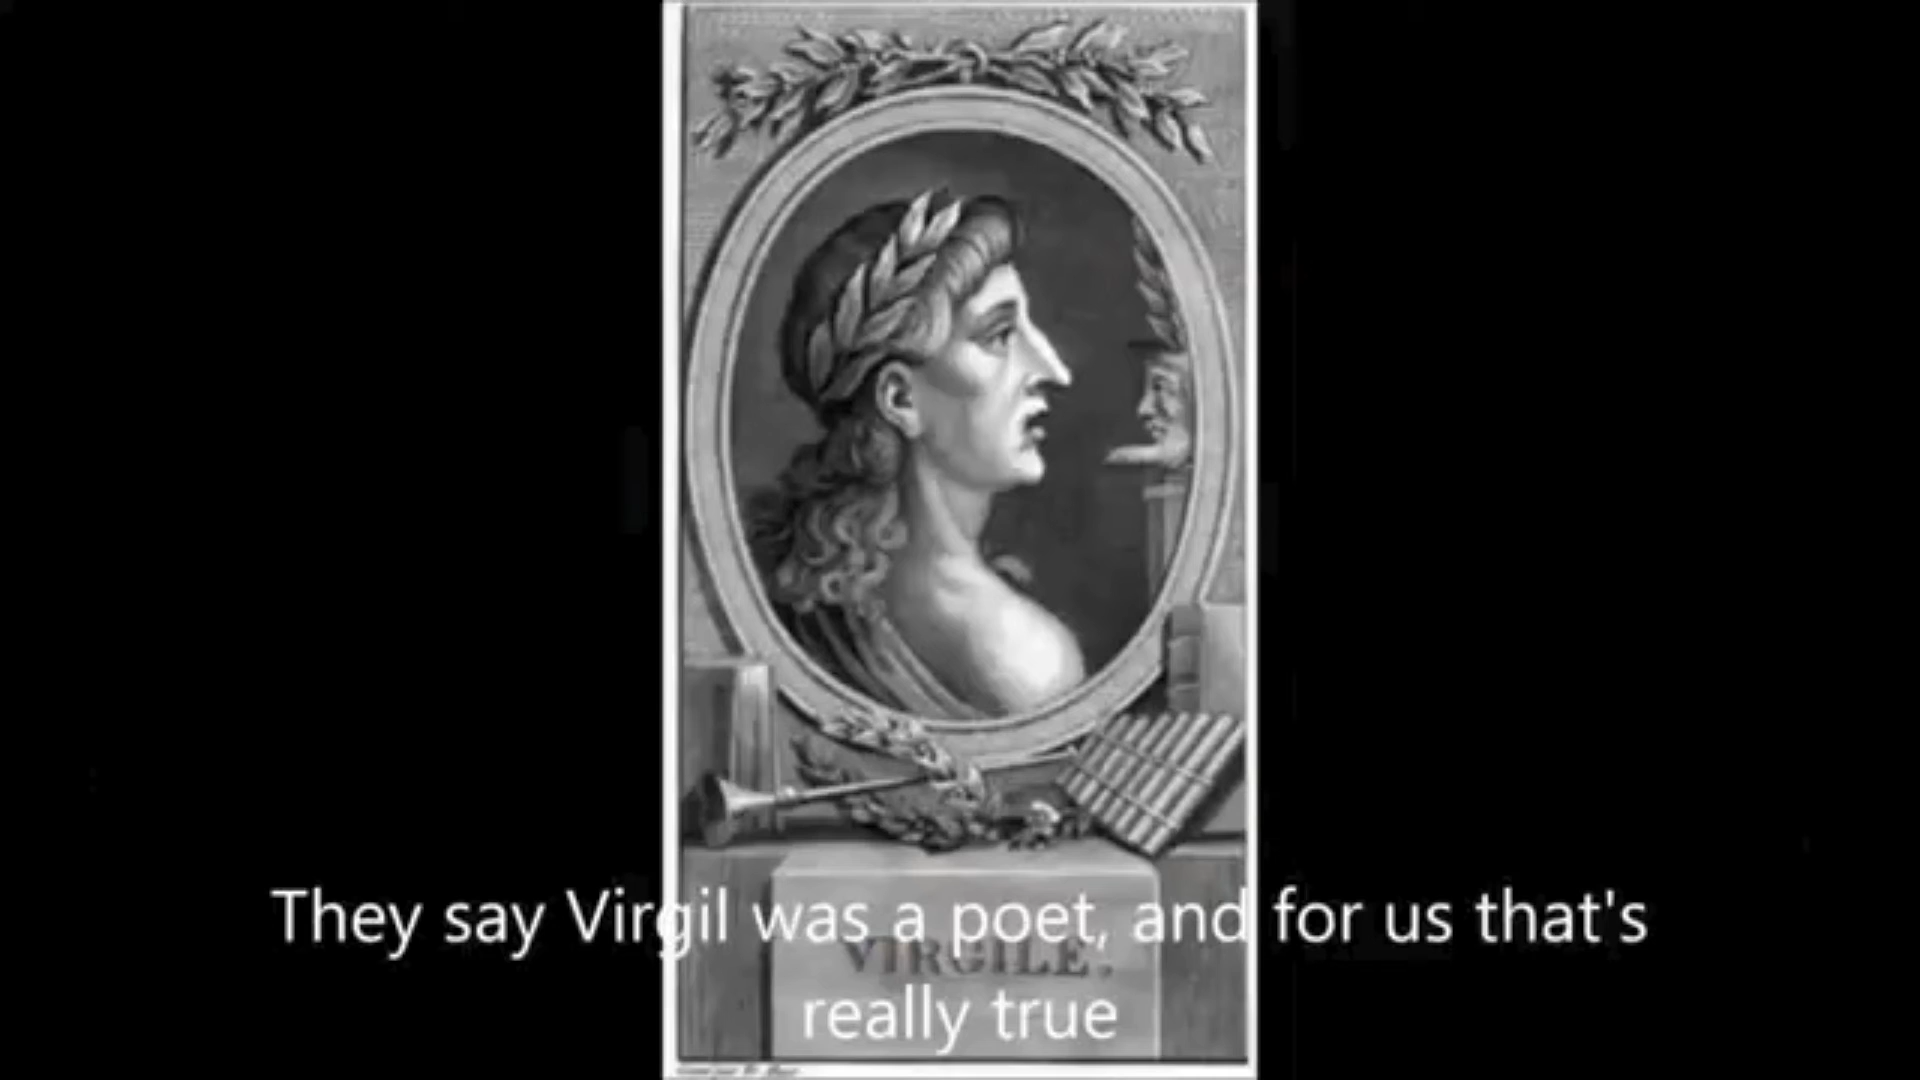 They say Virgil was a poet, and for us that's
VIRGILE.
really true